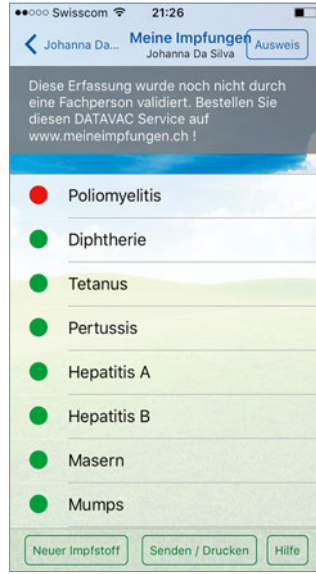 Swisscom 21:26
Johanna Da... Meine Impfungen Ausweis
Johanna Da Silva
Diese Erfassung wurde noch nicht durch
eine Fachperson validiert. Bestellen Sie
diesen DATAVAC Service auf
www.meineimpfungen.ch !
Poliomyelitis
Diphtherie
Tetanus
Pertussis
Hepatitis A
Hepatitis B
Masern
Mumps
Neuer Impfstoff Senden / Drucken Hilfe